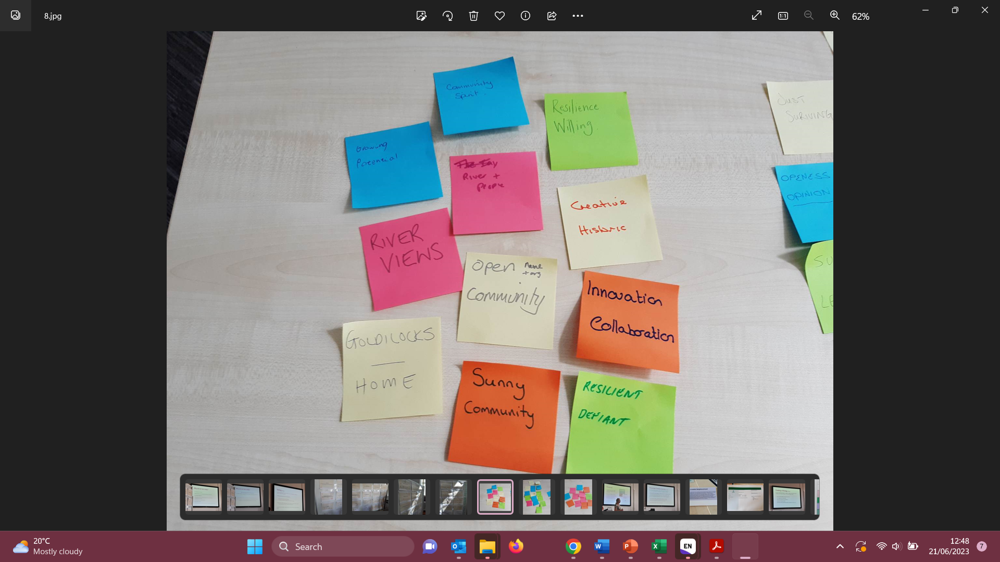 8.jpg
62%
Community
Spirit.
Resilience
Willing.
Growing
Potential
River +
People
Creative
Historic
RIVER
VIEWS
Open Name
+ org
Community
Innovation
Collaboration
GOLDILOCKS
HOME
Sunny
Community
RESILIENT
DEFIANT
JUST
SURVIVING
OPENESS
OPINION
SU
LE
20°C
Mostly cloudy
Search
EN
12:48
21/06/2023
7